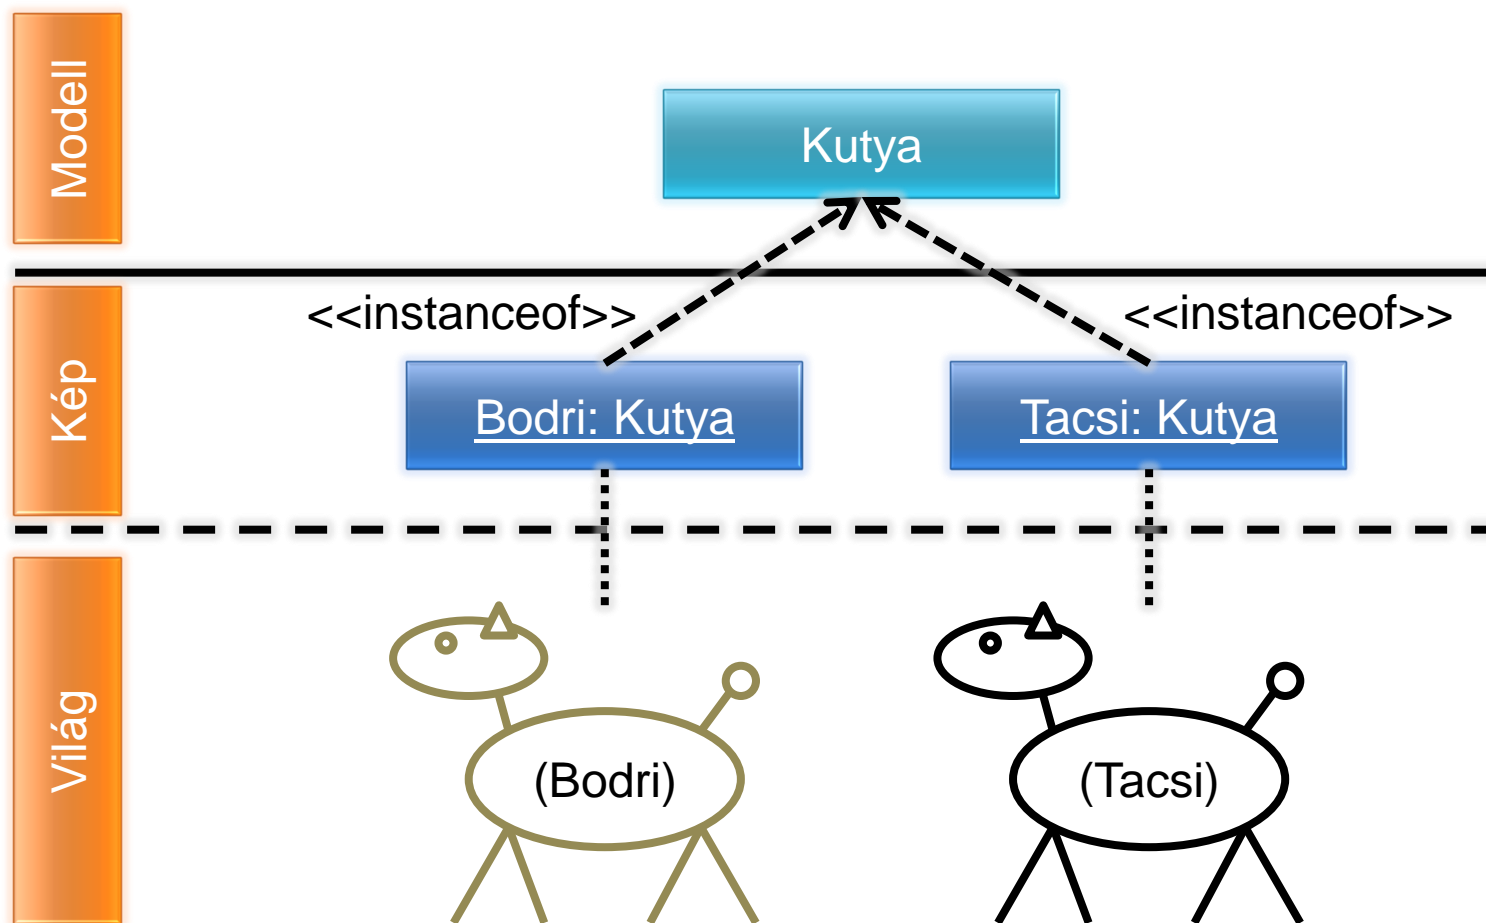 Modell
Kutya
<<instanceof>>
<<instanceof>>
Kép
Bodri: Kutya
Tacsi: Kutya
Világ
(Bodri)
(Tacsi)